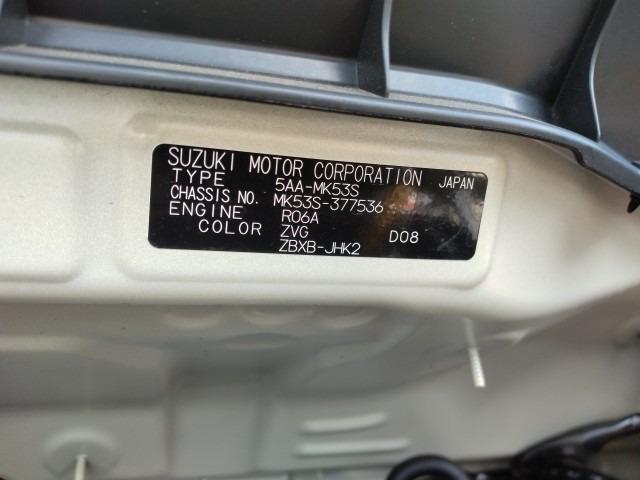 SUZUKI MOTOR CORPORATION JAPAN
TYPE 5AA-MK53S
CHASSIS NO. MK53S-377536
ENGINE R06A
COLOR ZVG D08
ZBXB-JHK2